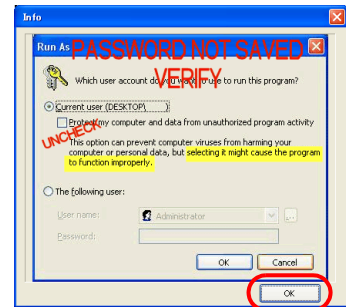 Info
Run As
PASSWORD NOT SAVED
VERIFY
Which user account do you want to use to run this program?
Current user (DESKTOP\ )
Protect my computer and data from unauthorized program activity
UNCHECK
This option can prevent computer viruses from harming your
computer or personal data, but selecting it might cause the program
to function improperly.
The following user:
User name:
Administrator
...
Password:
OK
Cancel
OK